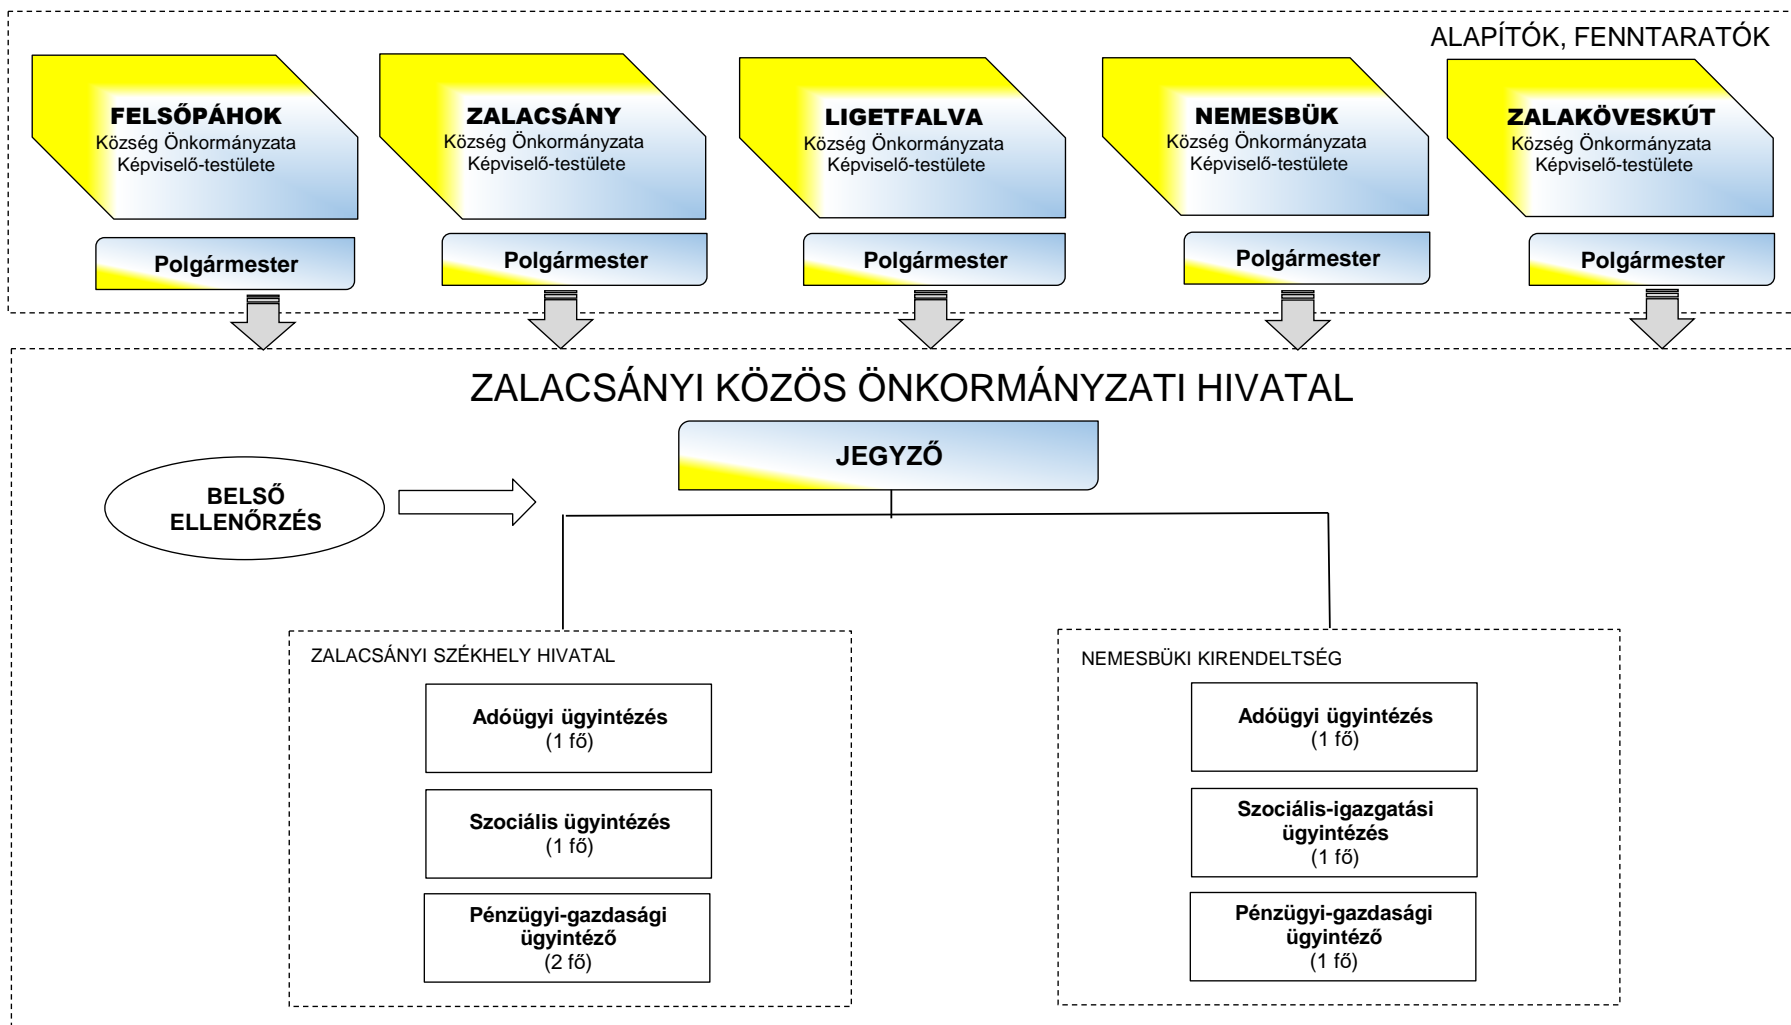 ALAPÍTÓK, FENNTARATÓK
FELSŐPÁHOK
Község Önkormányzata
Képviselő-testülete
Polgármester
ZALACSÁNY
Község Önkormányzata
Képviselő-testülete
Polgármester
LIGETFALVA
Község Önkormányzata
Képviselő-testülete
Polgármester
NEMESBÜK
Község Önkormányzata
Képviselő-testülete
Polgármester
ZALAKÖVESKÚT
Község Önkormányzata
Képviselő-testülete
Polgármester
ZALACSÁNYI KÖZÖS ÖNKORMÁNYZATI HIVATAL
JEGYZŐ
BELSŐ
ELLENŐRZÉS
ZALACSÁNYI SZÉKHELY HIVATAL
Adóügyi ügyintézés
(1 fő)
Szociális ügyintézés
(1 fő)
Pénzügyi-gazdasági
ügyintéző
(2 fő)
NEMESBÜKI KIRENDELTSÉG
Adóügyi ügyintézés
(1 fő)
Szociális-igazgatási
ügyintézés
(1 fő)
Pénzügyi-gazdasági
ügyintéző
(1 fő)